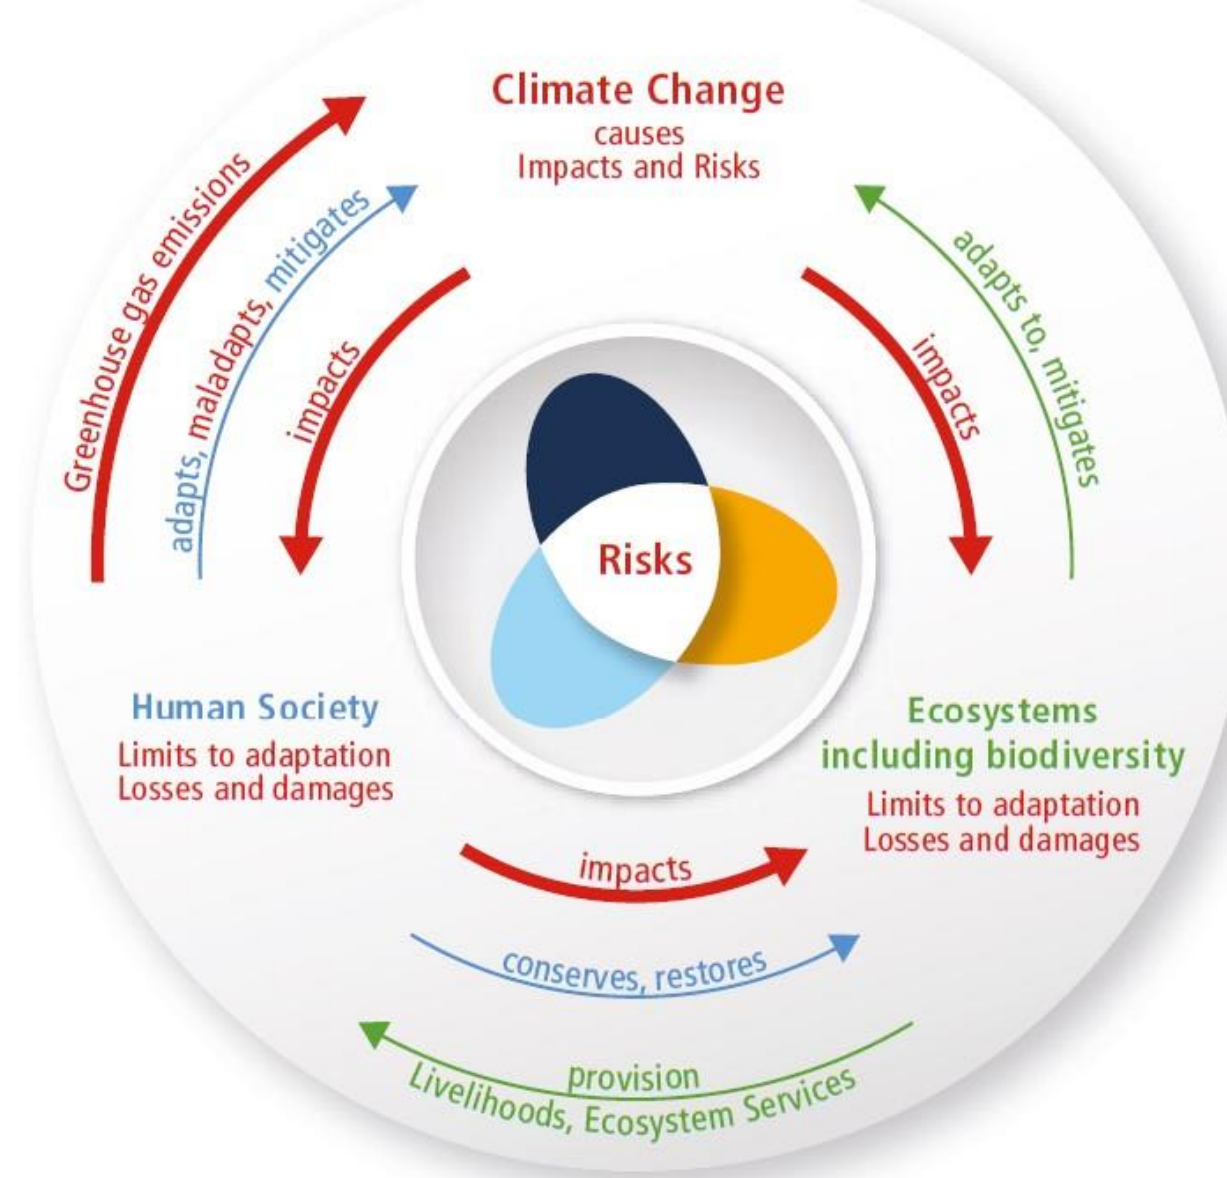 Climate Change
causes
Impacts and Risks
Greenhouse gas emissions
adapts, maladapts, mitigates
impacts
impacts
adapts to, mitigates
Risks
Human Society
Limits to adaptation
Losses and damages
Ecosystems
including biodiversity
Limits to adaptation
Losses and damages
impacts
conserves, restores
provision
Livelihoods, Ecosystem Services